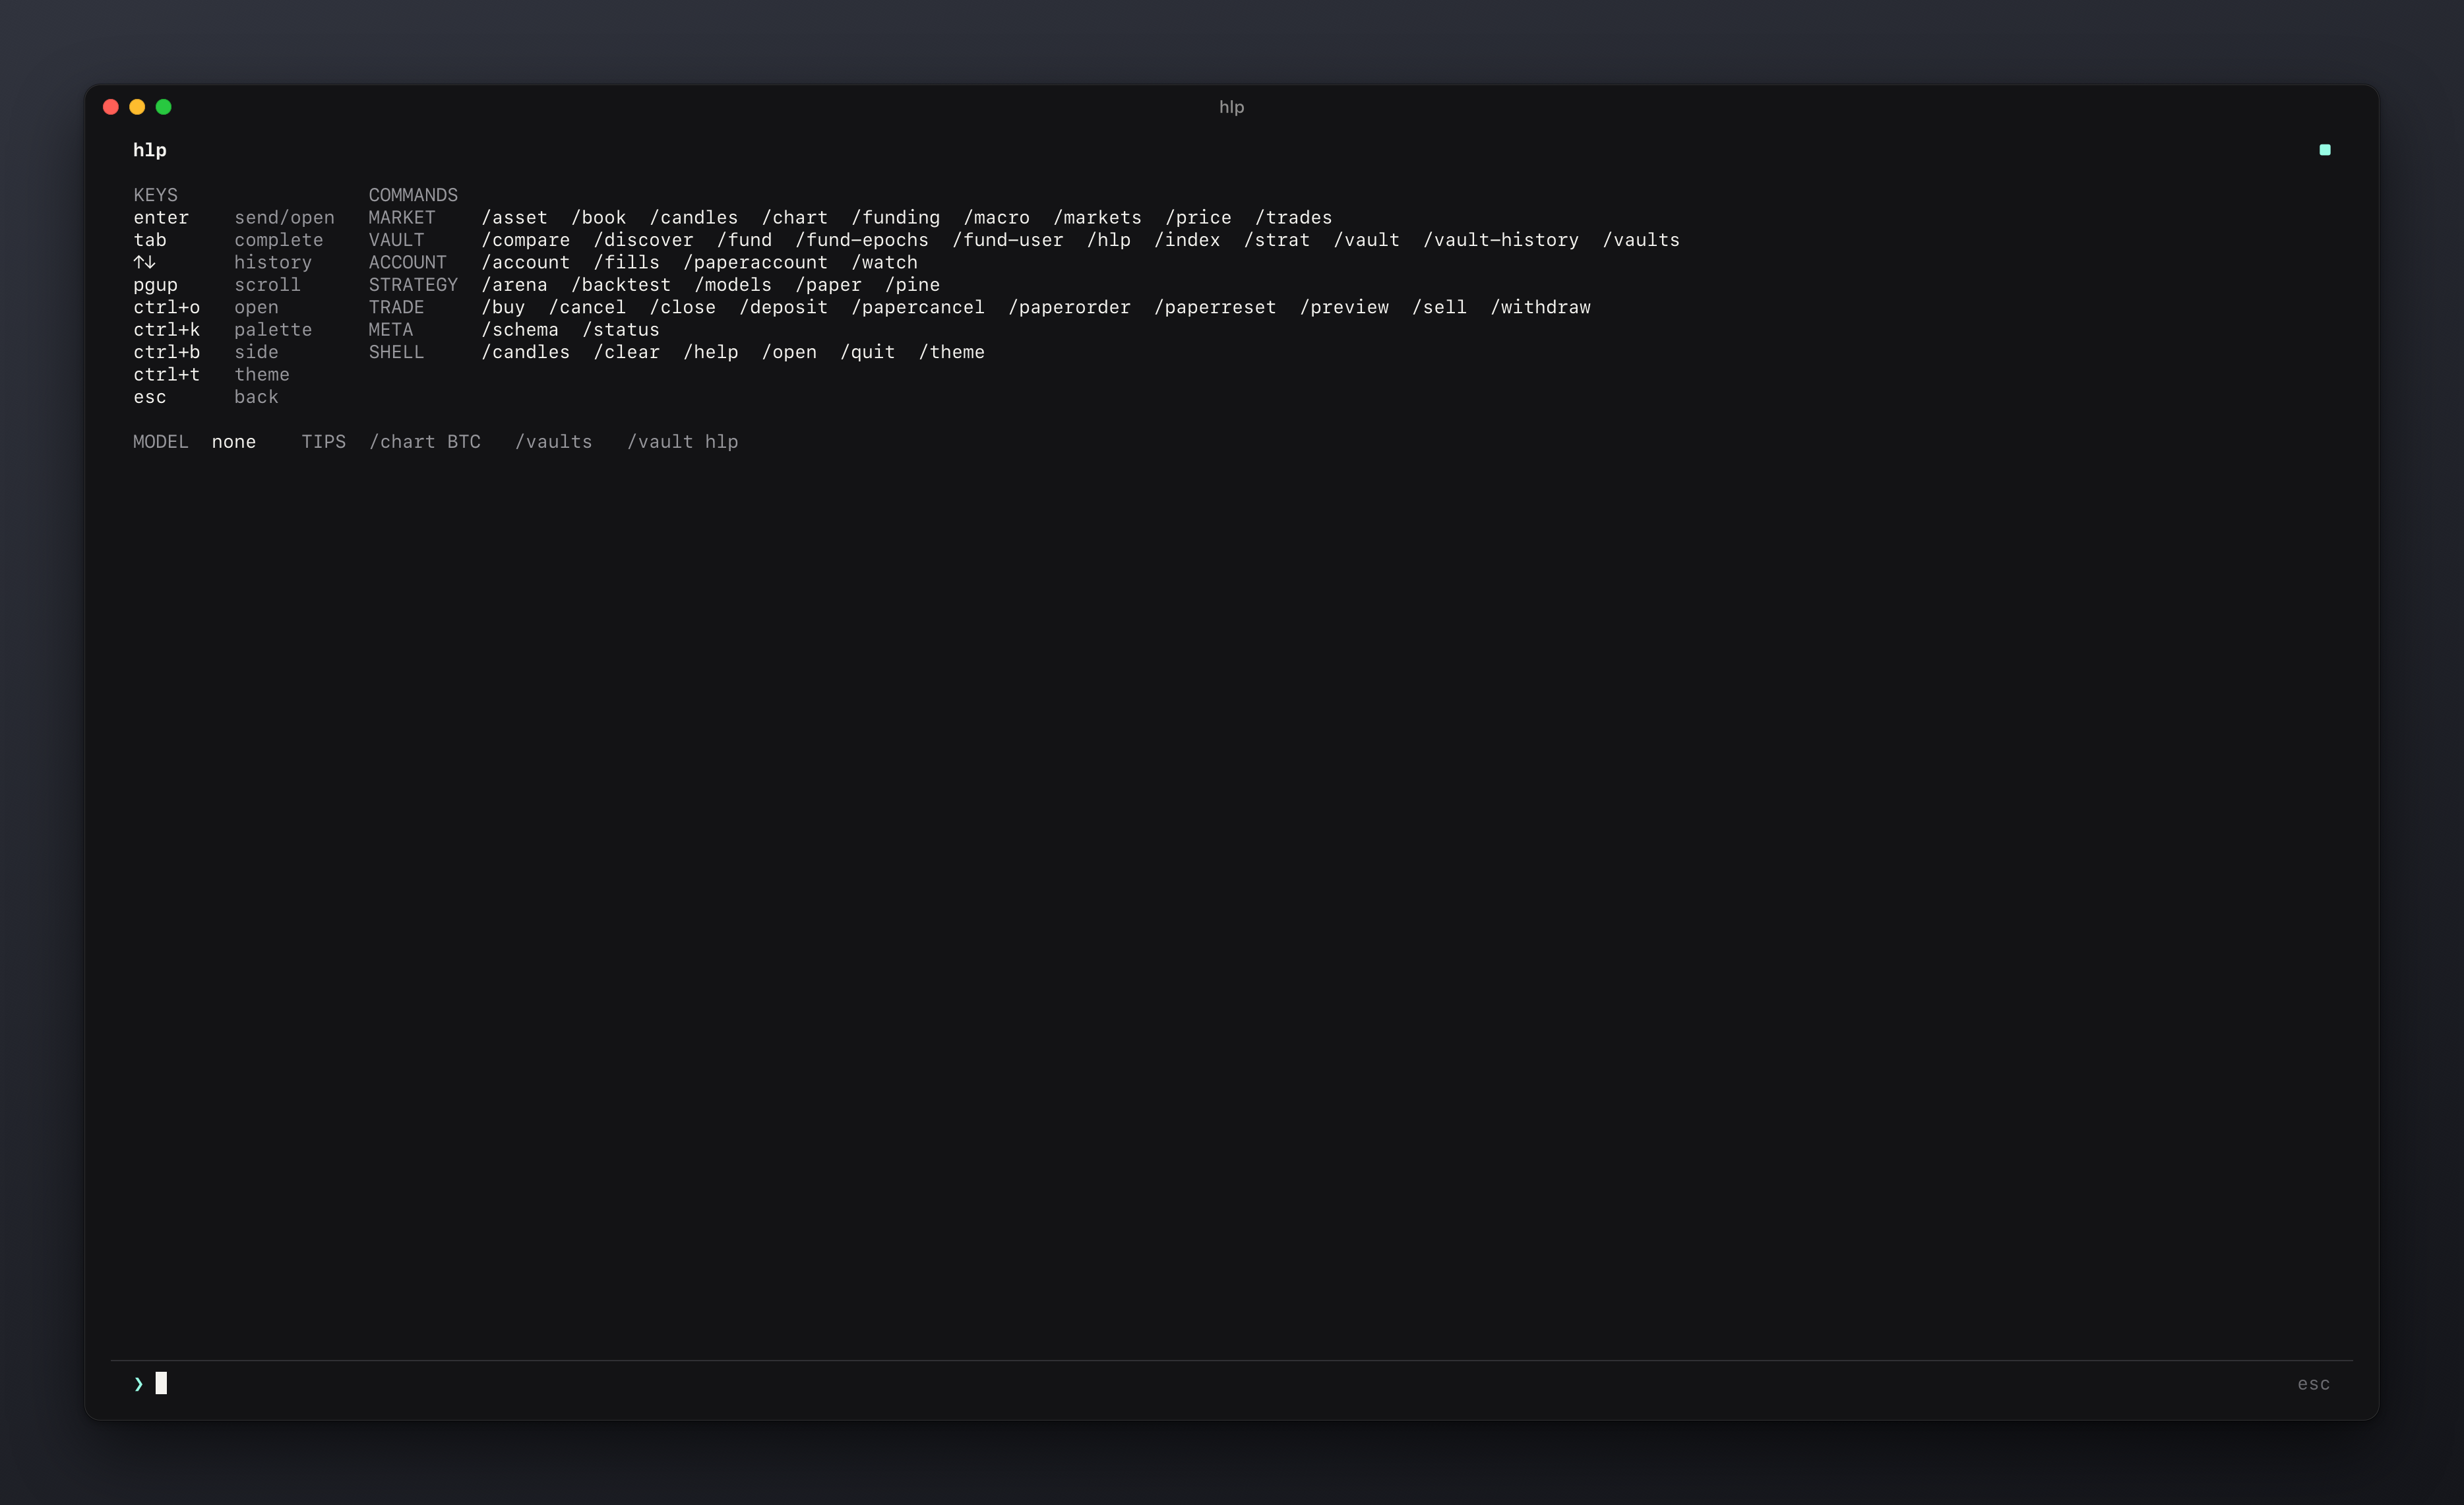 hlp
hlp
KEYS COMMANDS
enter send/open MARKET /asset /book /candles /chart /funding /macro /markets /price /trades
tab complete VAULT /compare /discover /fund /fund-epochs /fund-user /hlp /index /strat /vault /vault-history /vaults
↑↓ history ACCOUNT /account /fills /paperaccount /watch
pgup scroll STRATEGY /arena /backtest /models /paper /pine
ctrl+o open TRADE /buy /cancel /close /deposit /papercancel /paperorder /paperreset /preview /sell /withdraw
ctrl+k palette META /schema /status
ctrl+b side SHELL /candles /clear /help /open /quit /theme
ctrl+t theme
esc back
MODEL none TIPS /chart BTC /vaults /vault hlp
❯ esc